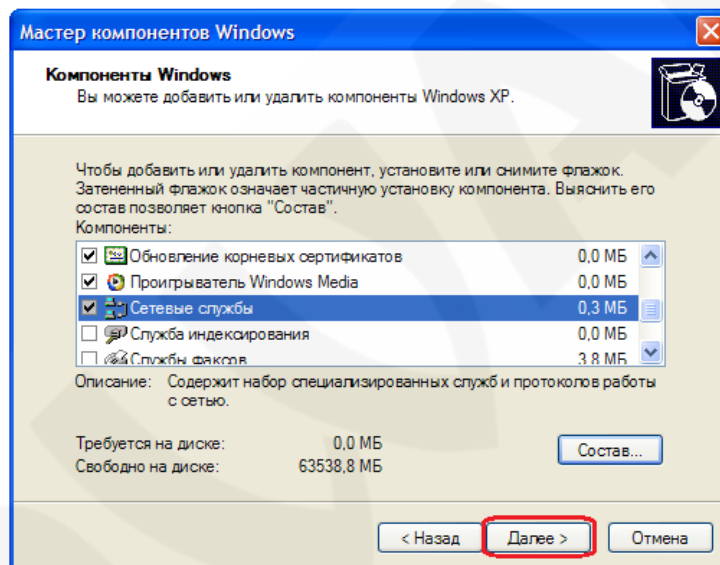 Мастер компонентов Windows
Компоненты Windows
Вы можете добавить или удалить компоненты Windows XP.
Чтобы добавить или удалить компонент, установите или снимите флажок.
Затененный флажок означает частичную установку компонента. Выяснить его
состав позволяет кнопка "Состав".
Компоненты:
Обновление корневых сертификатов 0,0 МБ
Проигрыватель Windows Media 0,0 МБ
Сетевые службы 0,3 МБ
Служба индексирования 0,0 МБ
Службы факсов 3,8 МБ
Описание: Содержит набор специализированных служб и протоколов работы
с сетью.
Требуется на диске: 0,0 МБ
Свободно на диске: 63538,8 МБ
Состав...
< Назад Далее > Отмена